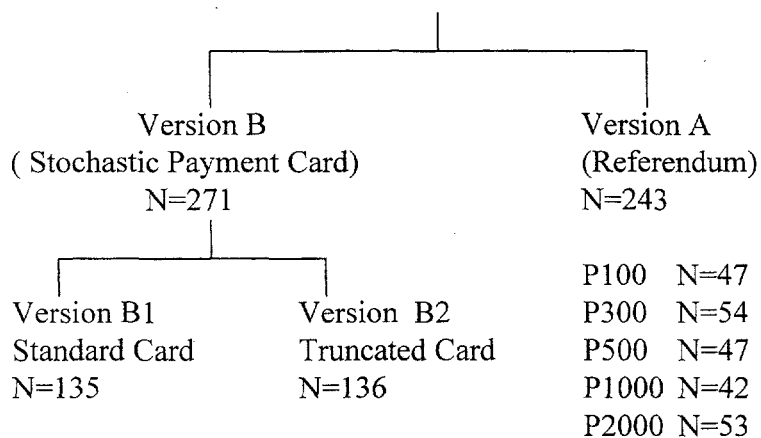 Version B
( Stochastic Payment Card)
N=271
Version A
(Referendum)
N=243
Version B1
Standard Card
N=135
Version B2
Truncated Card
N=136
P100 N=47
P300 N=54
P500 N=47
P1000 N=42
P2000 N=53